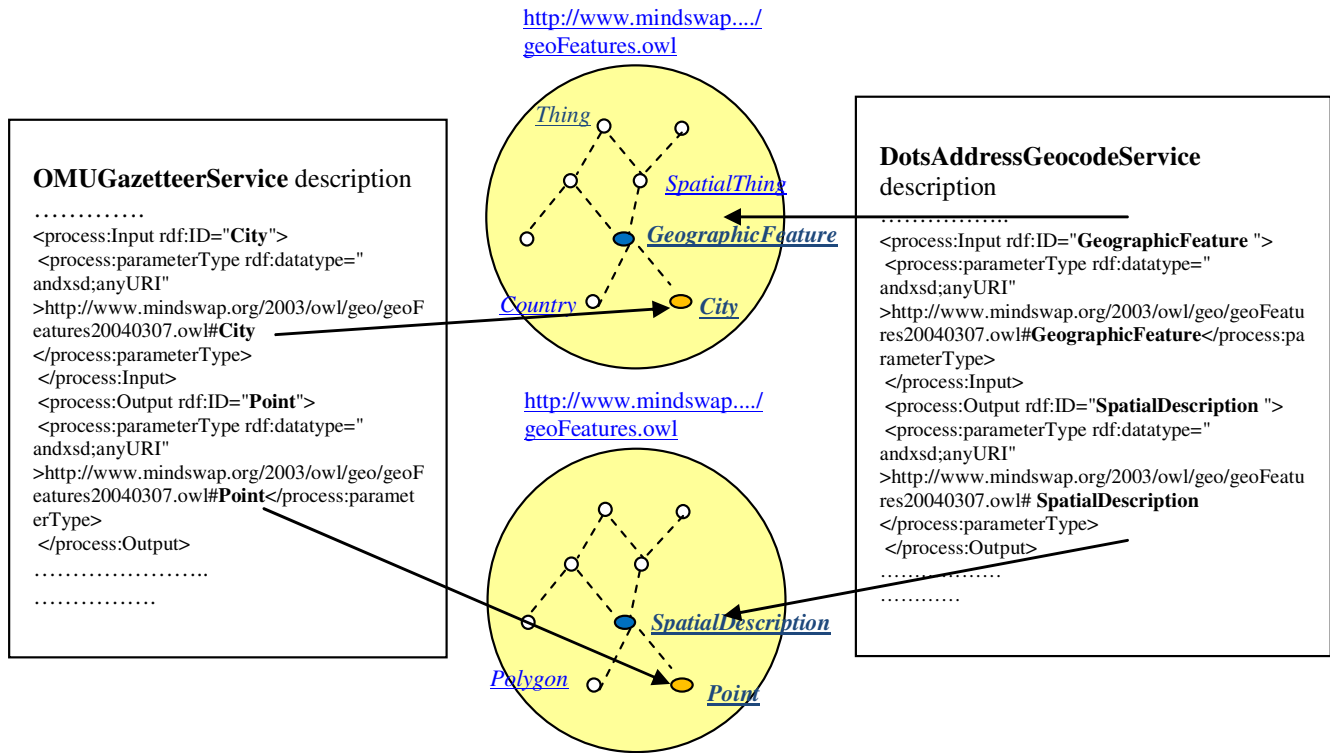 http://www.mindswap..../
geoFeatures.owl
Thing
SpatialThing
GeographicFeature
Country
City
OMUGazetteerService description
………….
<process:Input rdf:ID="City">
<process:parameterType rdf:datatype="
andxsd;anyURI"
>http://www.mindswap.org/2003/owl/geo/geoF
eatures20040307.owl#City
</process:parameterType>
</process:Input>
<process:Output rdf:ID="Point">
<process:parameterType rdf:datatype="
andxsd;anyURI"
>http://www.mindswap.org/2003/owl/geo/geoF
eatures20040307.owl#Point</process:paramet
erType>
</process:Output>
…………………..
…………….
DotsAddressGeocodeService
description
……………..
<process:Input rdf:ID="GeographicFeature ">
<process:parameterType rdf:datatype="
andxsd;anyURI"
>http://www.mindswap.org/2003/owl/geo/geoFeatu
res20040307.owl#GeographicFeature</process:pa
rameterType>
</process:Input>
<process:Output rdf:ID="SpatialDescription ">
<process:parameterType rdf:datatype="
andxsd;anyURI"
>http://www.mindswap.org/2003/owl/geo/geoFeatu
res20040307.owl# SpatialDescription
</process:parameterType>
</process:Output>
………………
…………
http://www.mindswap..../
geoFeatures.owl
SpatialDescription
Polygon
Point